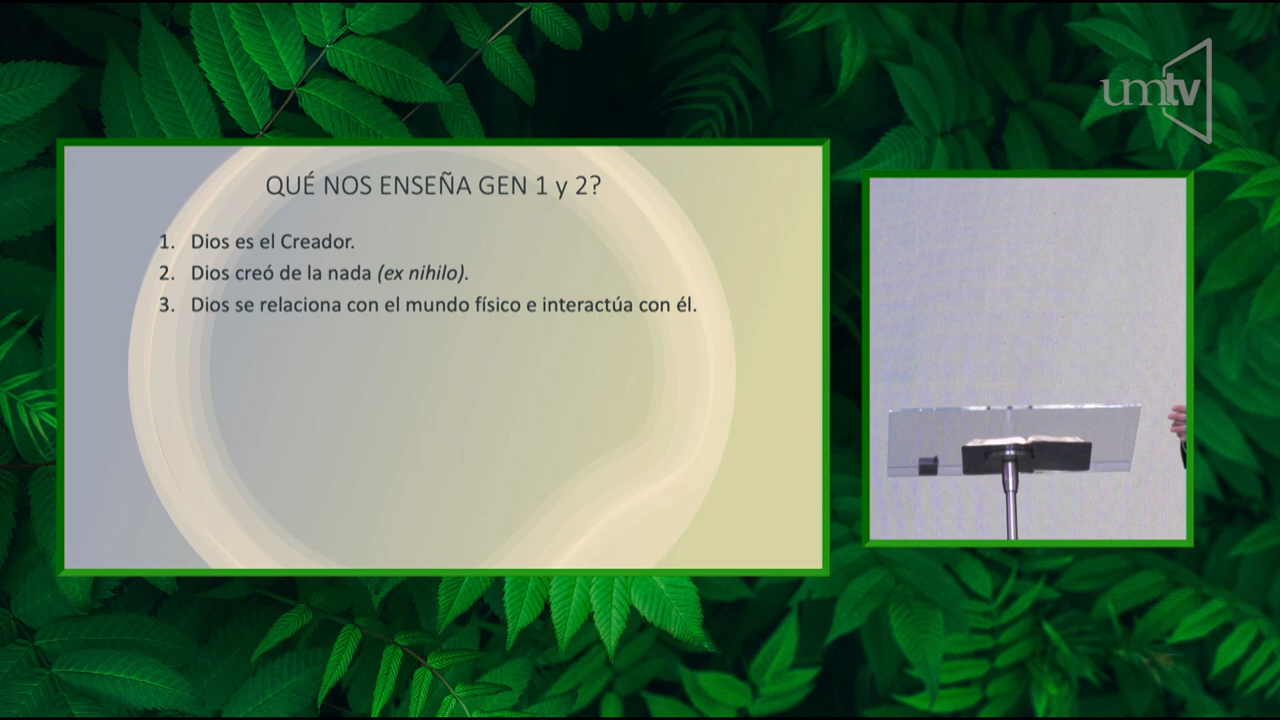 umtv
QUÉ NOS ENSEÑA GEN 1 y 2?
1. Dios es el Creador.
2. Dios creó de la nada (ex nihilo).
3. Dios se relaciona con el mundo físico e interactúa con él.